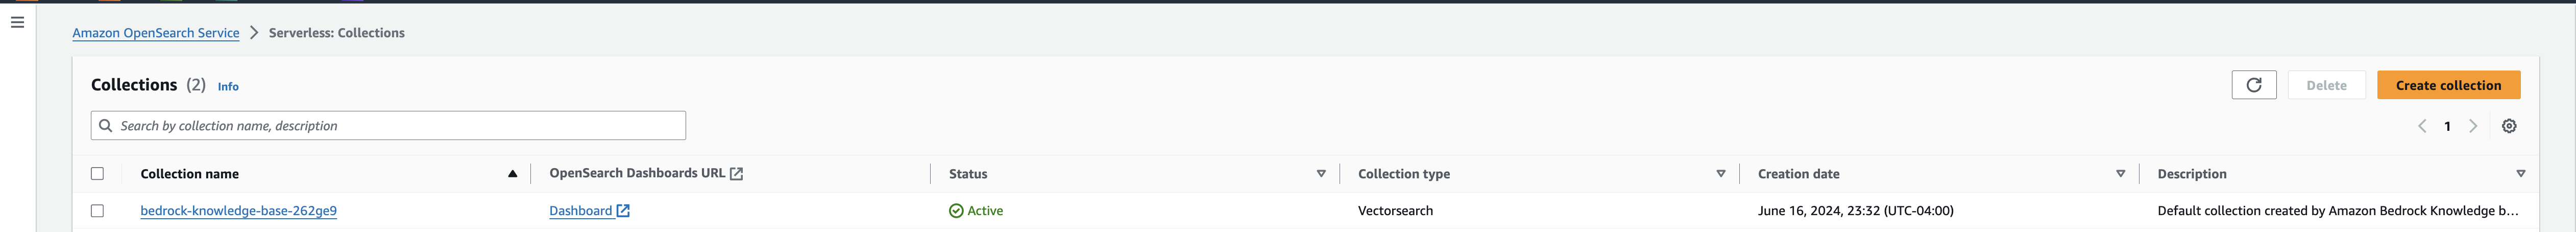 Amazon OpenSearch Service > Serverless: Collections
Collections (2) Info
Delete
Create collection
Search by collection name, description
1
Collection name OpenSearch Dashboards URL Status Collection type Creation date Description
bedrock-knowledge-base-262ge9 Dashboard Active Vectorsearch June 16, 2024, 23:32 (UTC-04:00) Default collection created by Amazon Bedrock Knowledge b...